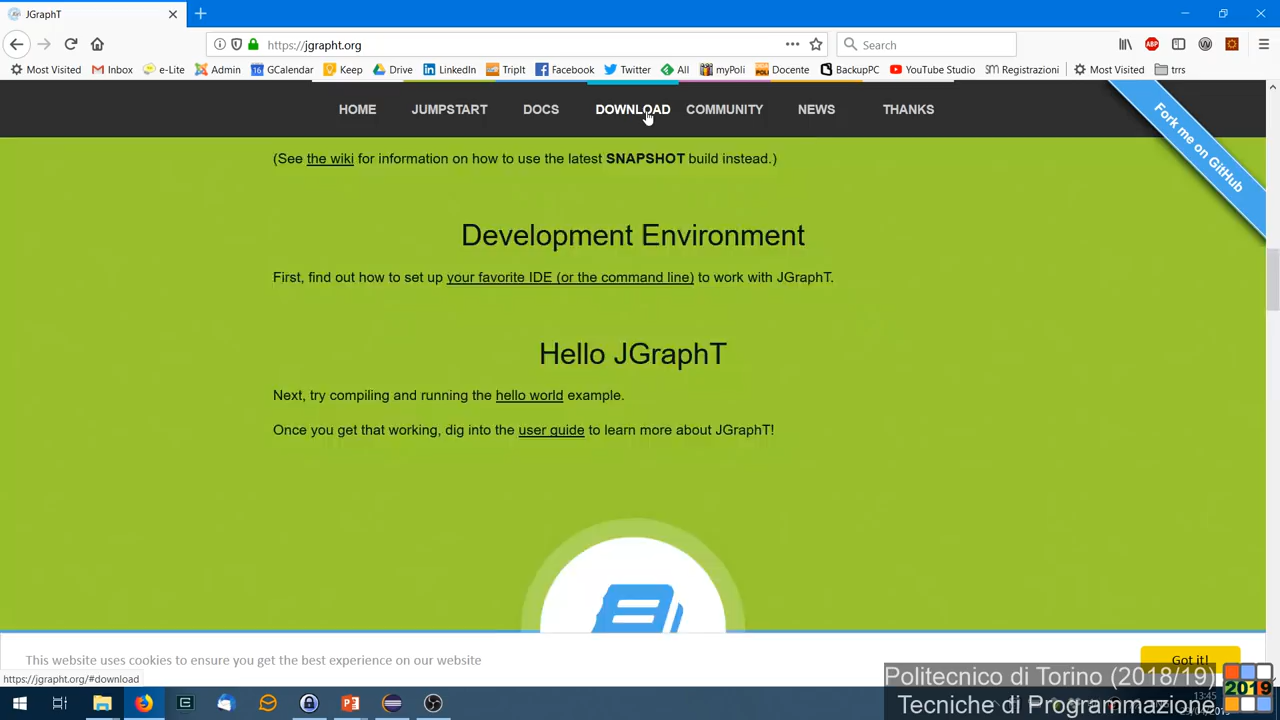 JGraphT
https://jgrapht.org
Search
Most Visited Inbox e-Lite Admin GCalendar Keep Drive LinkedIn TripIt Facebook Twitter All myPoli Docente BackupPC YouTube Studio Registrazioni Most Visited trrs
HOME JUMPSTART DOCS DOWNLOAD COMMUNITY NEWS THANKS
Fork me on GitHub
(See the wiki for information on how to use the latest SNAPSHOT build instead.)
Development Environment
First, find out how to set up your favorite IDE (or the command line) to work with JGraphT.
Hello JGraphT
Next, try compiling and running the hello world example.
Once you get that working, dig into the user guide to learn more about JGraphT!
This website uses cookies to ensure you get the best experience on our website
Got it!
https://jgrapht.org/#download
Politecnico di Torino (2018/19)
Tecniche di Programmazione
2019
13:45